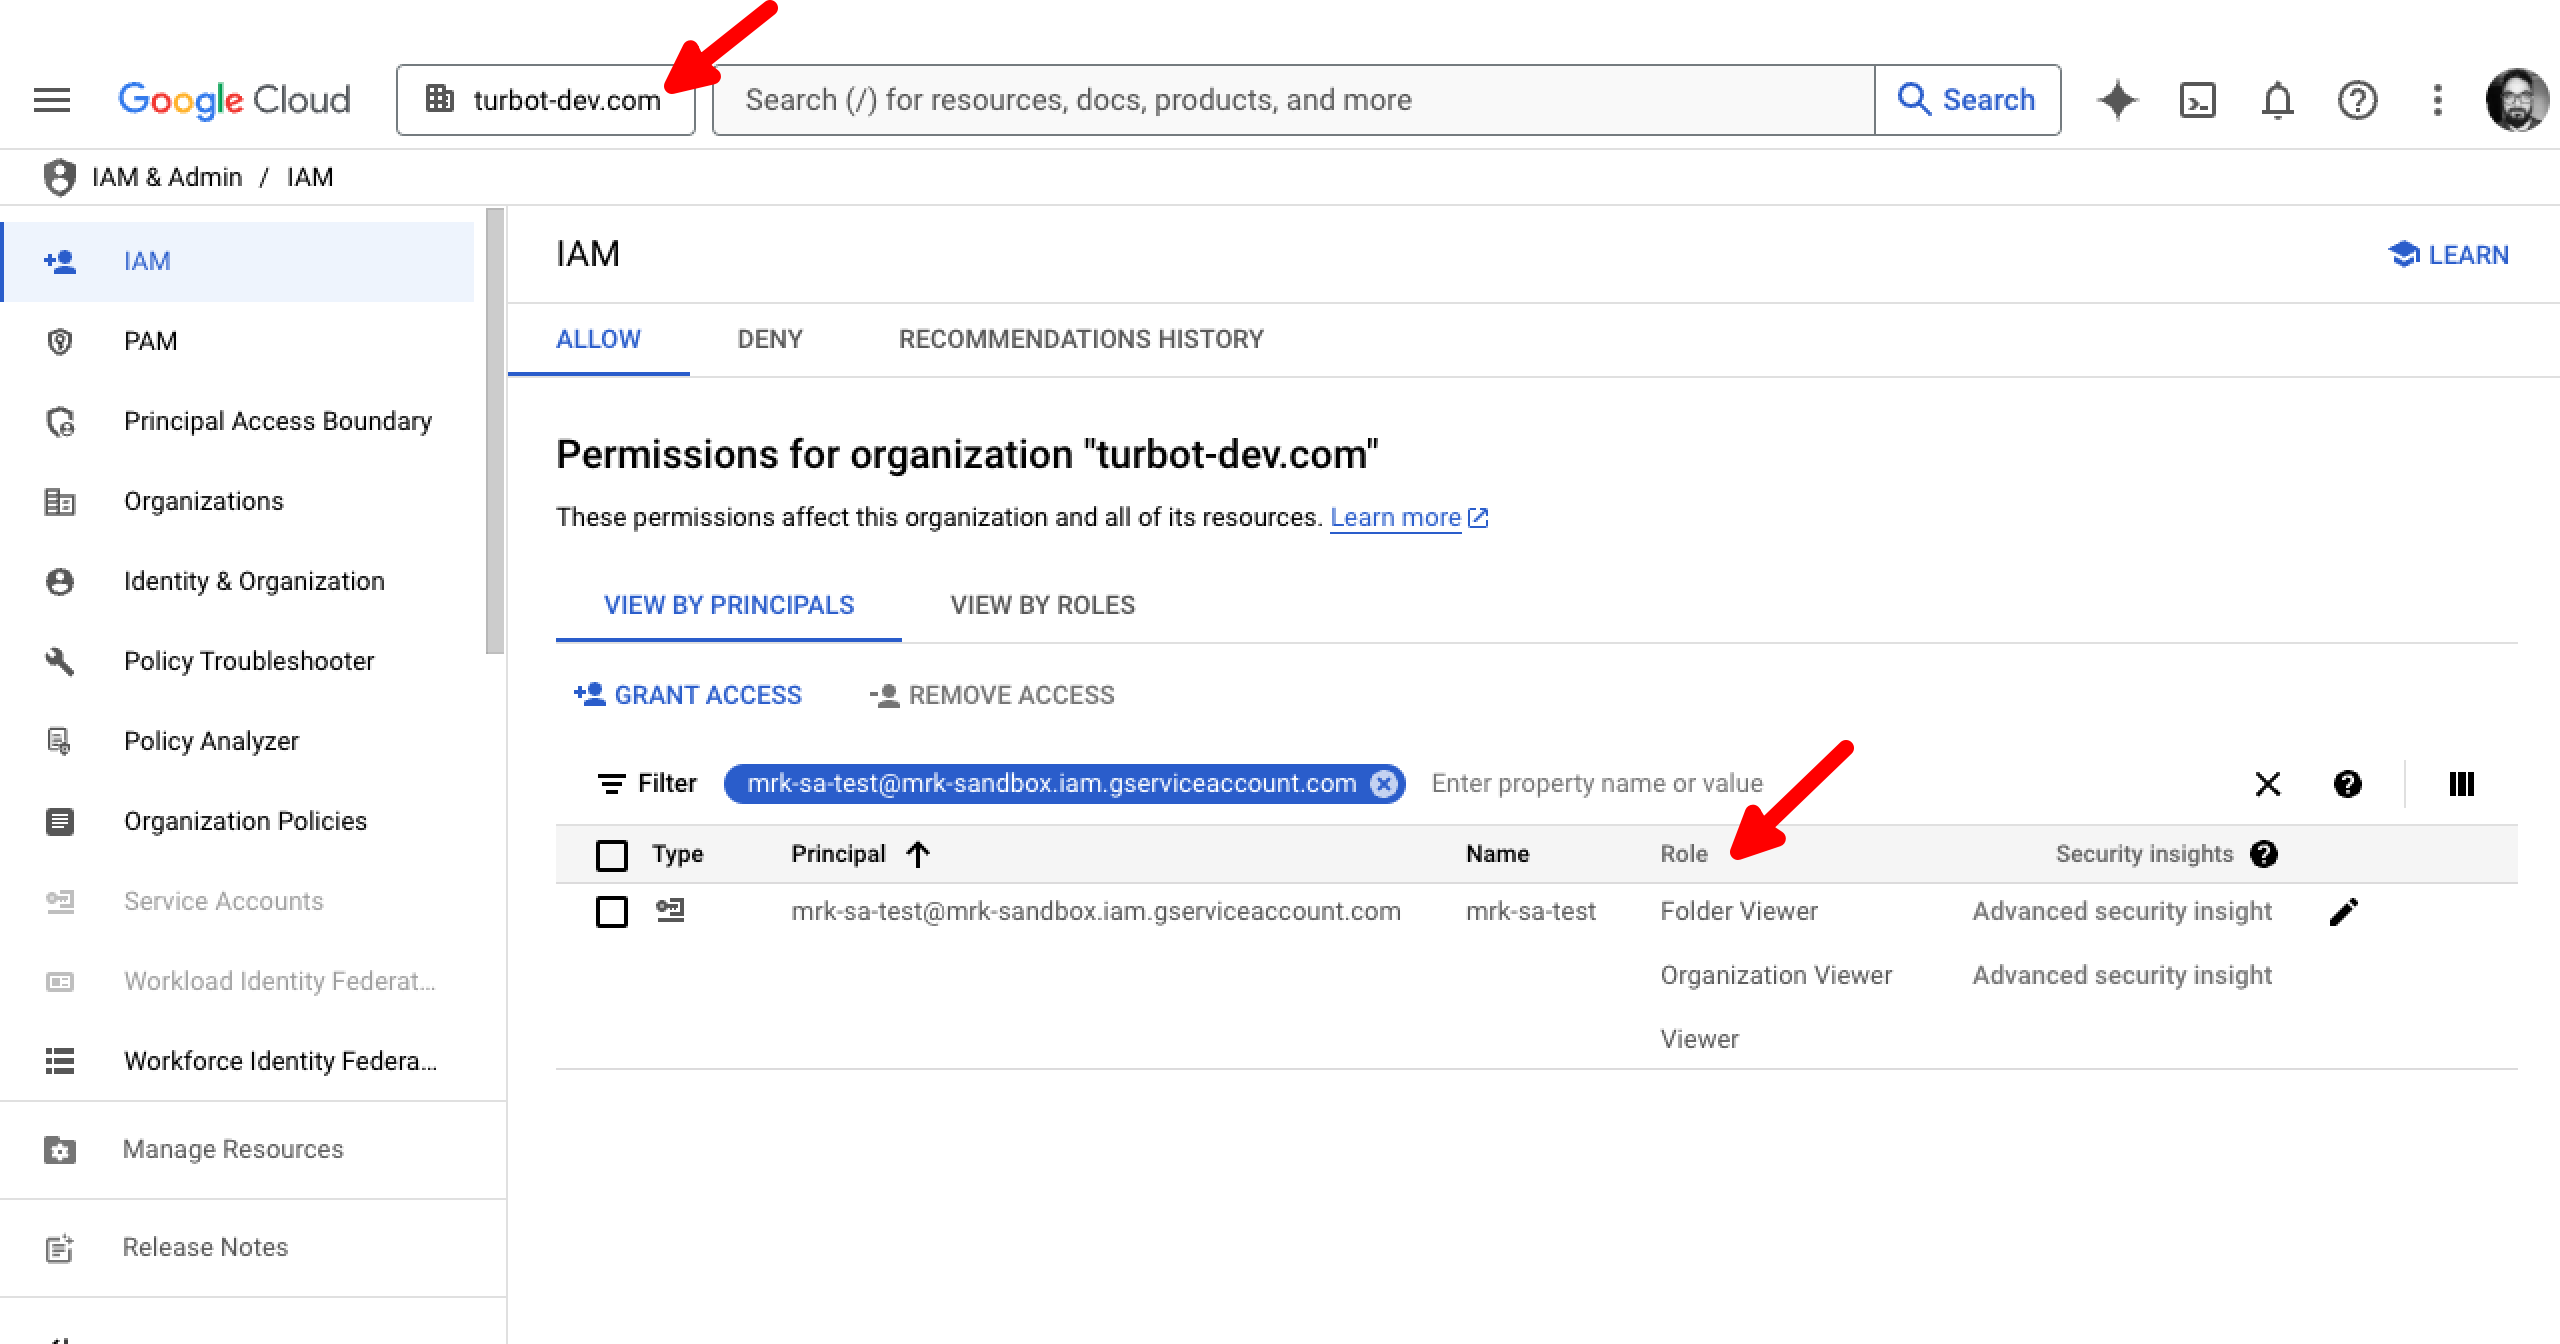 Google Cloud
turbot-dev.com
Search (/) for resources, docs, products, and more
Search
IAM & Admin / IAM
IAM
PAM
Principal Access Boundary
Organizations
Identity & Organization
Policy Troubleshooter
Policy Analyzer
Organization Policies
Service Accounts
Workload Identity Federat...
Workforce Identity Federa...
Manage Resources
Release Notes
IAM
LEARN
ALLOW
DENY
RECOMMENDATIONS HISTORY
Permissions for organization "turbot-dev.com"
These permissions affect this organization and all of its resources. Learn more
VIEW BY PRINCIPALS
VIEW BY ROLES
GRANT ACCESS
REMOVE ACCESS
Filter
mrk-sa-test@mrk-sandbox.iam.gserviceaccount.com
Enter property name or value
Type Principal Name Role Security insights
mrk-sa-test@mrk-sandbox.iam.gserviceaccount.com mrk-sa-test Folder Viewer Advanced security insight
Organization Viewer Advanced security insight
Viewer